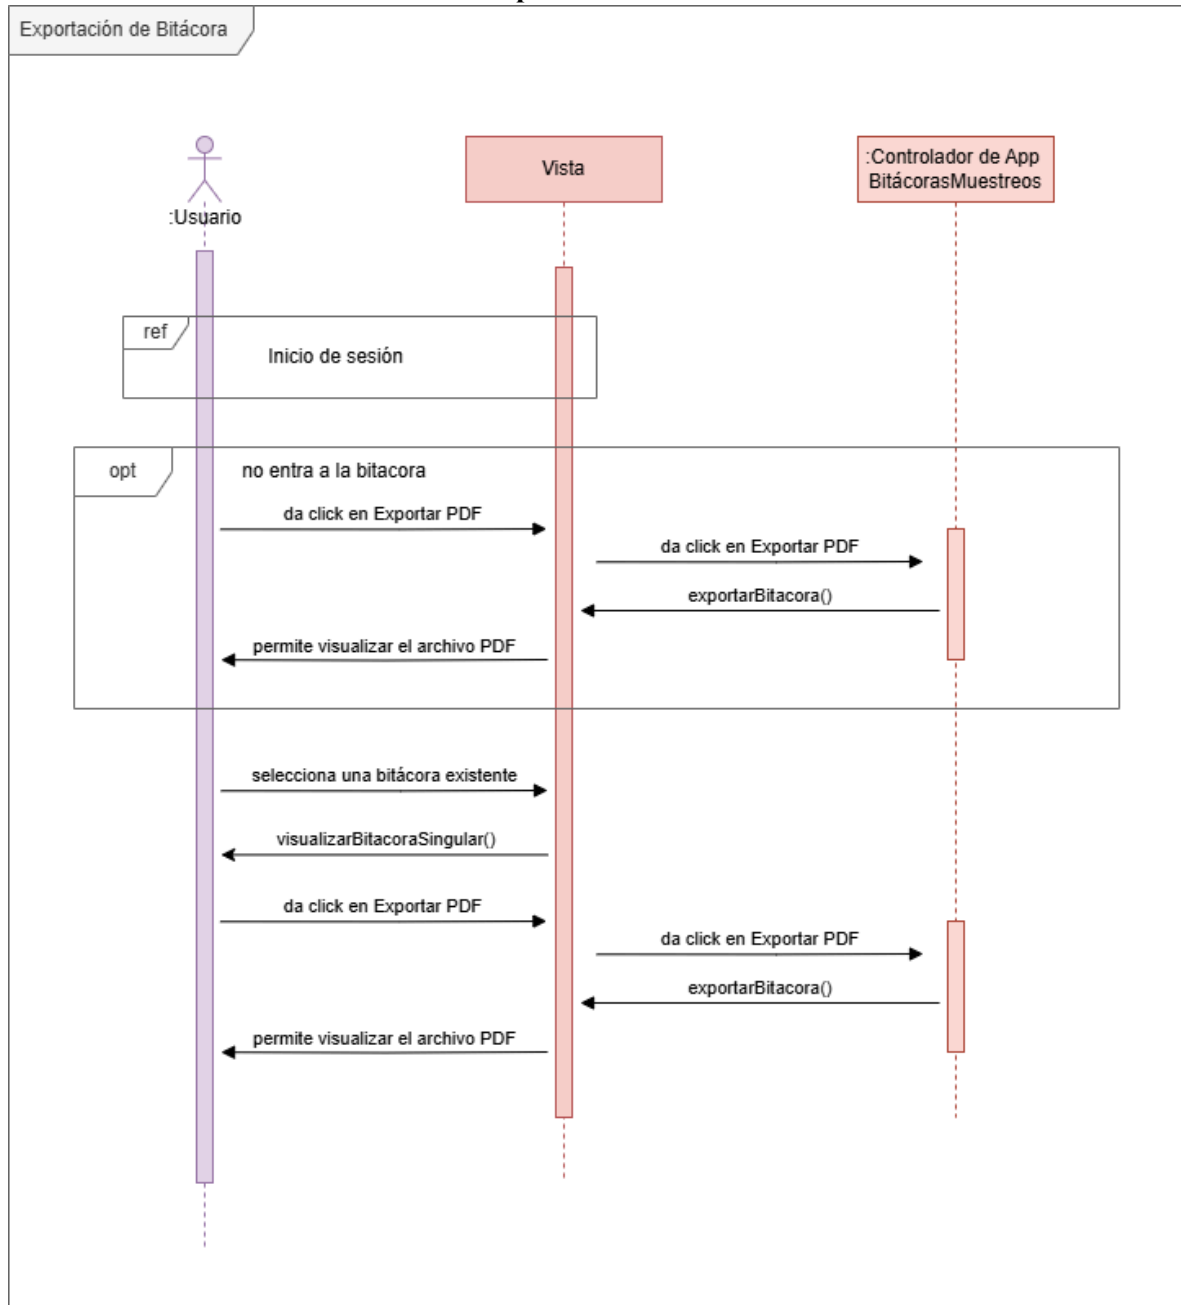 Exportación de Bitácora
:Usuario
Vista
:Controlador de App
BitácorasMuestreos
ref
Inicio de sesión
opt
no entra a la bitacora
da click en Exportar PDF
da click en Exportar PDF
exportarBitacora()
permite visualizar el archivo PDF
selecciona una bitácora existente
visualizarBitacoraSingular()
da click en Exportar PDF
da click en Exportar PDF
exportarBitacora()
permite visualizar el archivo PDF